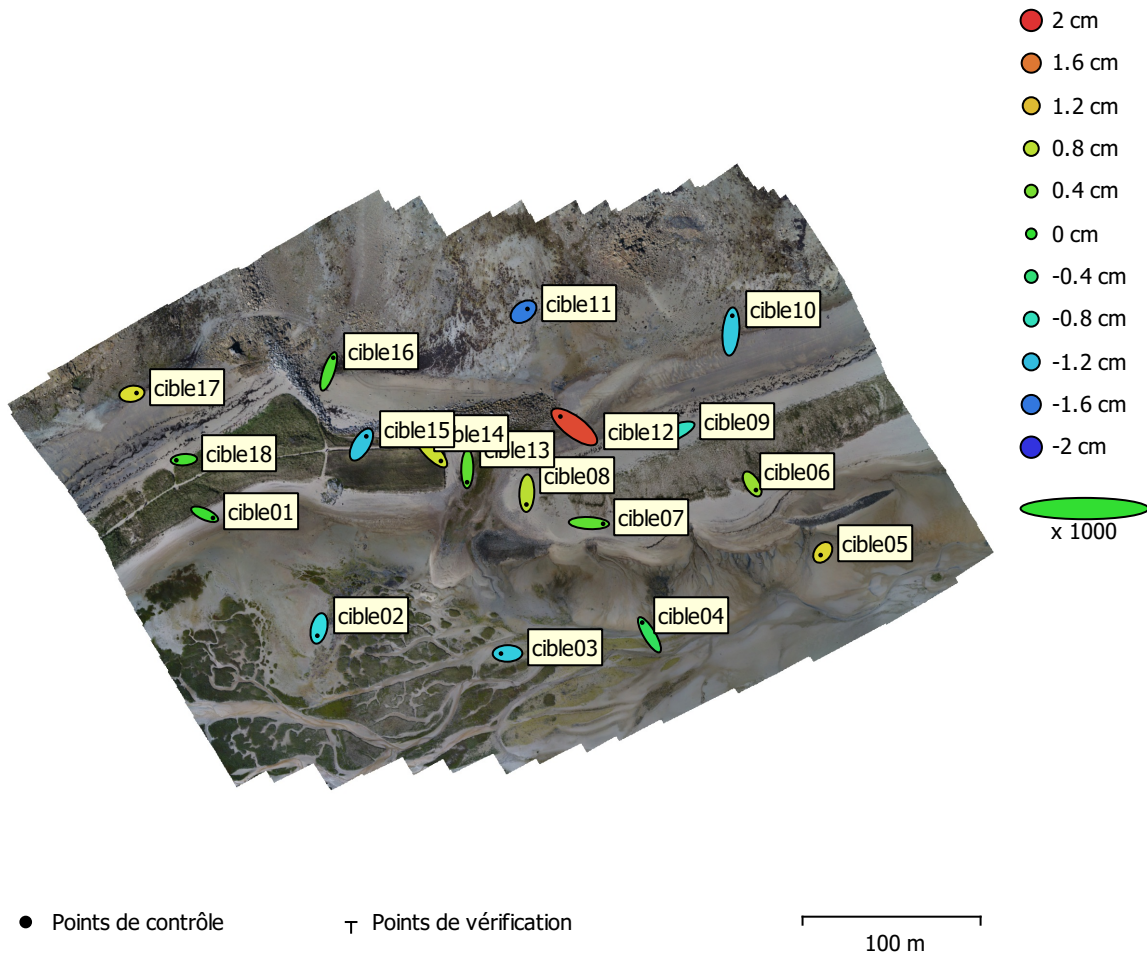 2 cm
1.6 cm
1.2 cm
0.8 cm
0.4 cm
0 cm
-0.4 cm
-0.8 cm
-1.2 cm
-1.6 cm
-2 cm
x 1000
cible11
cible10
cible16
cible17
cible15
cible14
cible13
cible12
cible09
cible18
cible08
cible06
cible01
cible07
cible05
cible02
cible03
cible04
Points de contrôle
Points de vérification
100 m